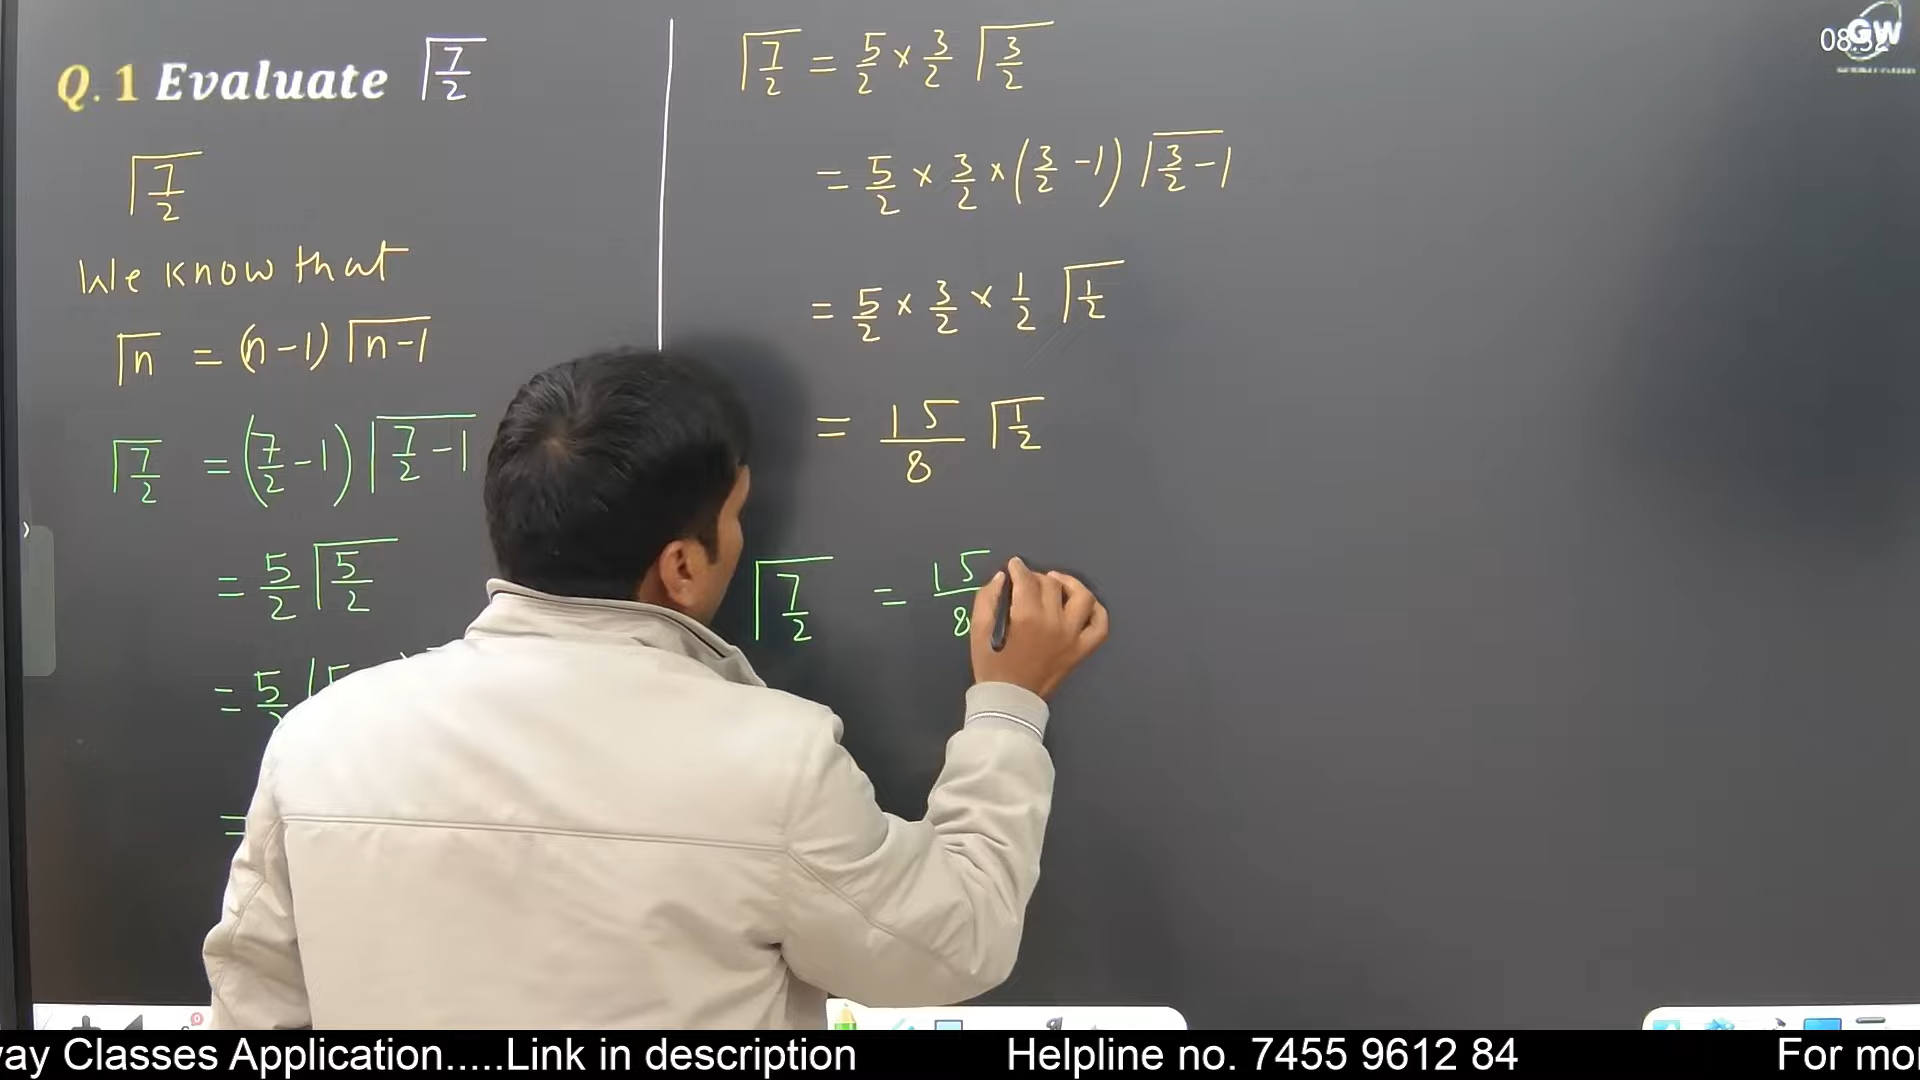 Q.1 Evaluate Γ7/2
Γ7/2
We know that
Γn = (n-1) Γn-1
Γ7/2 = (7/2 - 1) Γ7/2 - 1
= 5/2 Γ5/2
= 5
=
Γ7/2 = 5/2 × 3/2 Γ3/2
= 5/2 × 3/2 × (3/2 - 1) Γ3/2 - 1
= 5/2 × 3/2 × 1/2 Γ1/2
= 15/8 Γ1/2
Γ7/2 = 15/8
GW
way Classes Application.....Link in description Helpline no. 7455 9612 84 For mor